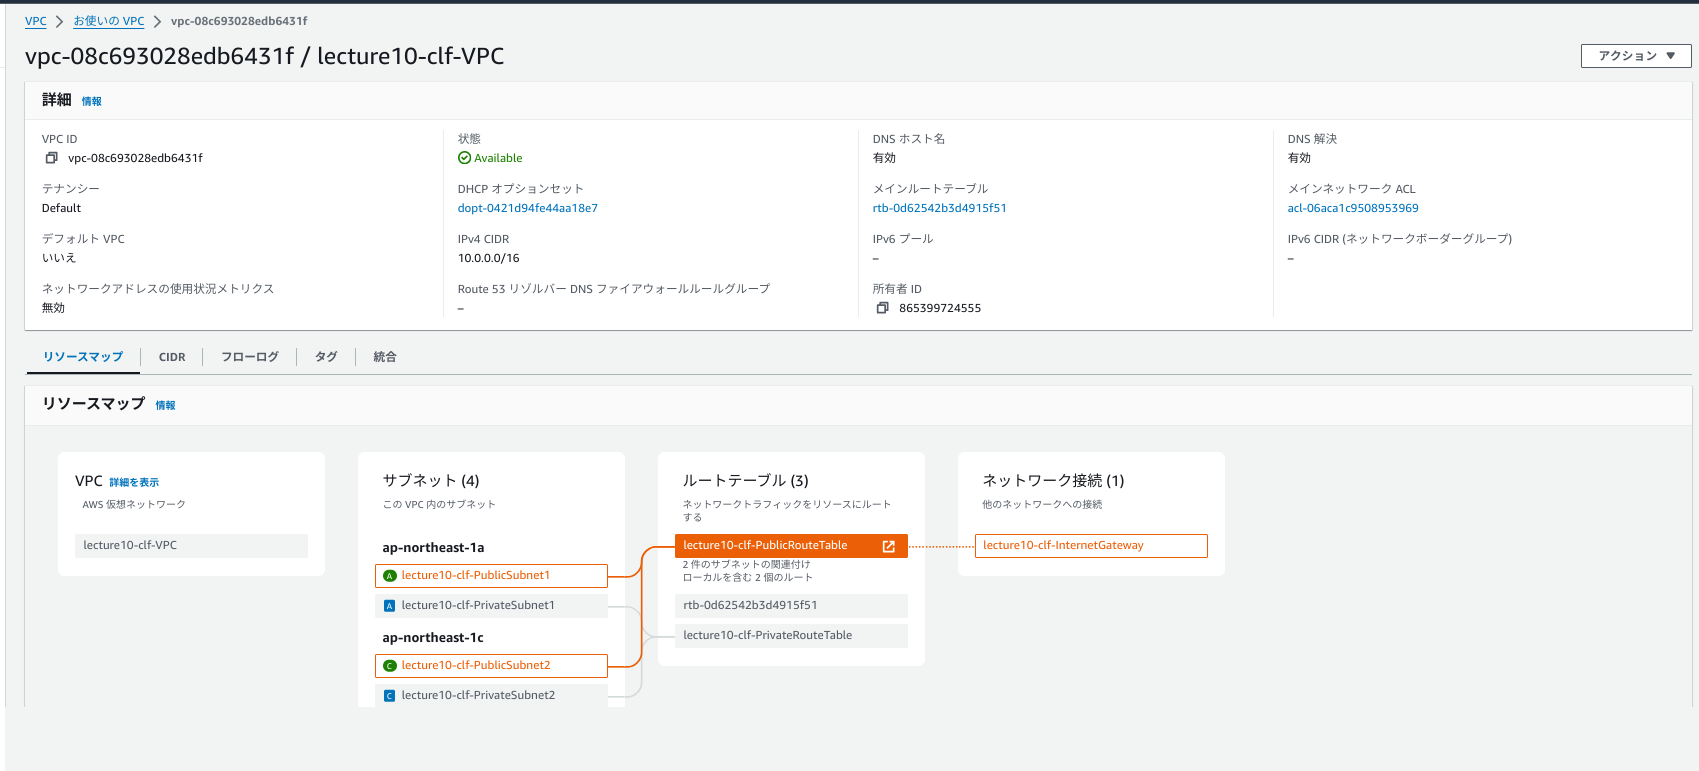 VPC > お使いの VPC > vpc-08c693028edb6431f
vpc-08c693028edb6431f / lecture10-clf-VPC
アクション ▼
詳細 情報
VPC ID
vpc-08c693028edb6431f
状態
Available
DNS ホスト名
有効
DNS 解決
有効
テナンシー
Default
DHCP オプションセット
dopt-0421d94fe44aa18e7
メインルートテーブル
rtb-0d62542b3d4915f51
メインネットワーク ACL
acl-06aca1c9508953969
デフォルト VPC
いいえ
IPv4 CIDR
10.0.0.0/16
IPv6 プール
–
IPv6 CIDR (ネットワークボーダーグループ)
–
ネットワークアドレスの使用状況メトリクス
無効
Route 53 リゾルバー DNS ファイアウォールルールグループ
–
所有者 ID
865399724555
リソースマップ CIDR フローログ タグ 統合
リソースマップ 情報
VPC 詳細を表示
AWS 仮想ネットワーク
lecture10-clf-VPC
サブネット (4)
この VPC 内のサブネット
ap-northeast-1a
A lecture10-clf-PublicSubnet1
A lecture10-clf-PrivateSubnet1
ap-northeast-1c
C lecture10-clf-PublicSubnet2
C lecture10-clf-PrivateSubnet2
ルートテーブル (3)
ネットワークトラフィックをリソースにルート
する
lecture10-clf-PublicRouteTable
2 件のサブネットの関連付け
ローカルを含む 2 個のルート
rtb-0d62542b3d4915f51
lecture10-clf-PrivateRouteTable
ネットワーク接続 (1)
他のネットワークへの接続
lecture10-clf-InternetGateway